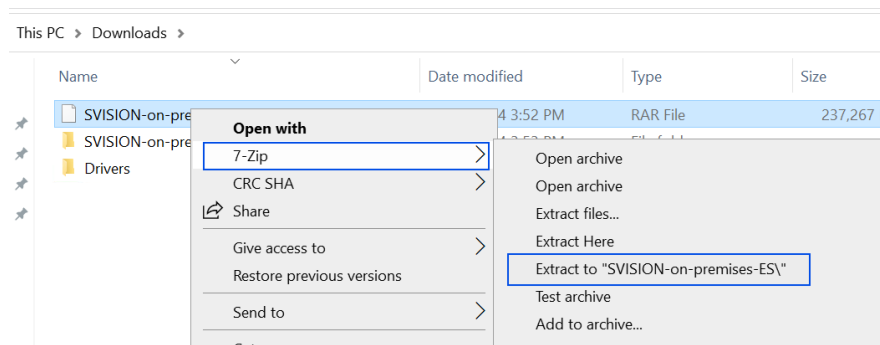 This PC > Downloads >
Name Date modified Type Size
SVISION-on-pre 4 3:52 PM RAR File 237,267
SVISION-on-pre
Drivers
Open with
7-Zip
CRC SHA
Share
Give access to
Restore previous versions
Send to
Open archive
Open archive
Extract files...
Extract Here
Extract to "SVISION-on-premises-ES\"
Test archive
Add to archive...